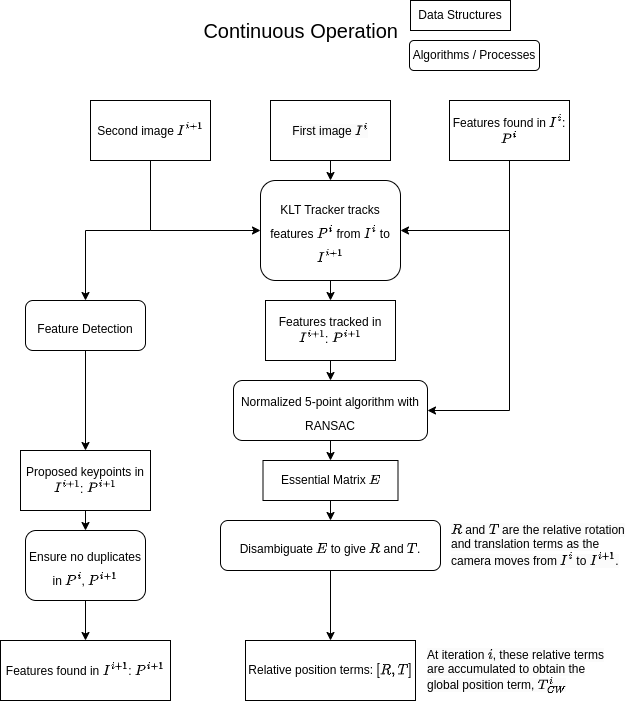 Continuous Operation
Data Structures
Algorithms / Processes
Second image $I^{i+1}$
First image $I^i$
Features found in $I^i$:
$P^i$
KLT Tracker tracks
features $P^i$ from $I^i$ to
$I^{i+1}$
Feature Detection
Features tracked in
$I^{i+1}$: $P^{i+1}$
Normalized 5-point algorithm with
RANSAC
Proposed keypoints in
$I^{i+1}$: $P^{i+1}$
Essential Matrix $E$
Ensure no duplicates
in $P^i$, $P^{i+1}$
Disambiguate $E$ to give $R$ and $T$.
$R$ and $T$ are the relative rotation
and translation terms as the
camera moves from $I^i$ to $I^{i+1}$.
Features found in $I^{i+1}$: $P^{i+1}$
Relative position terms: $[R, T]$
At iteration $i$, these relative terms
are accumulated to obtain the
global position term, $T^i_{CW}$